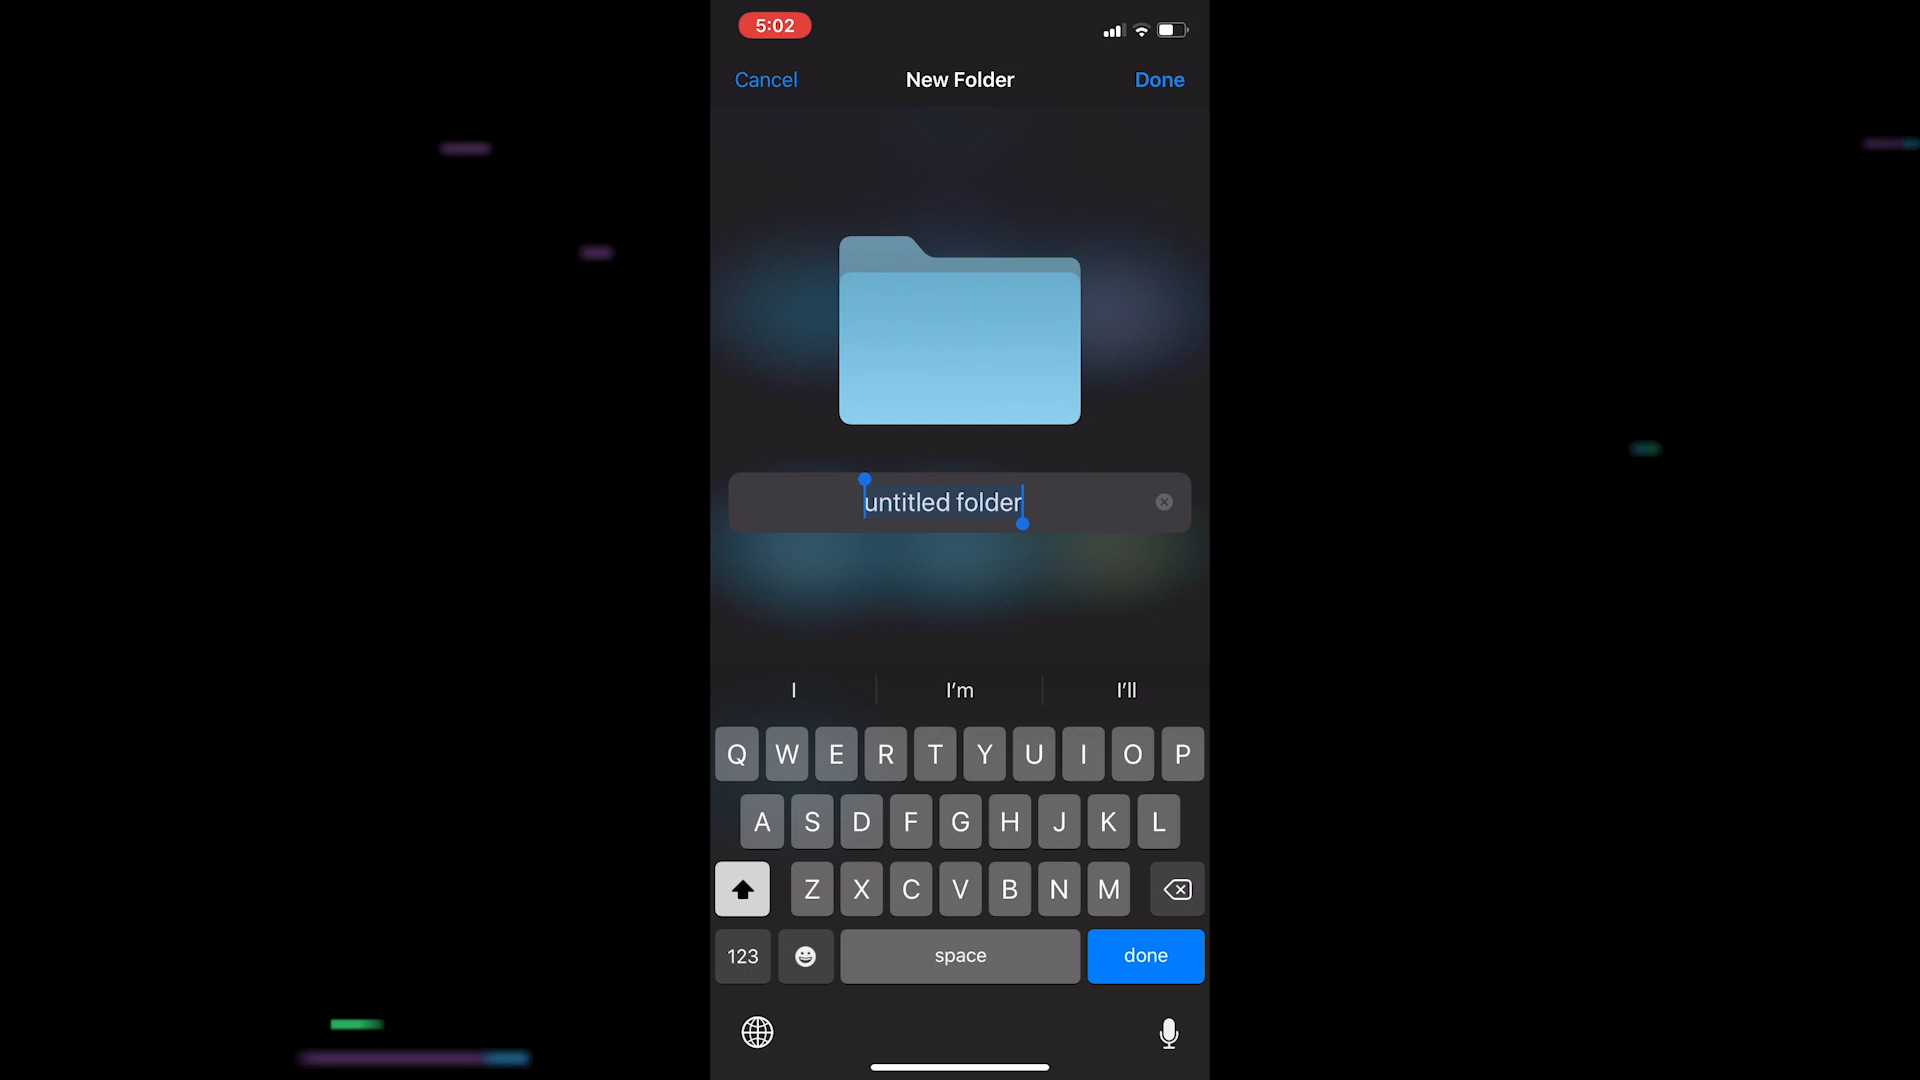 5:02
Cancel New Folder Done
untitled folder
I I’m I’ll
Q W E R T Y U I O P
A S D F G H J K L
Z X C V B N M
123 space done